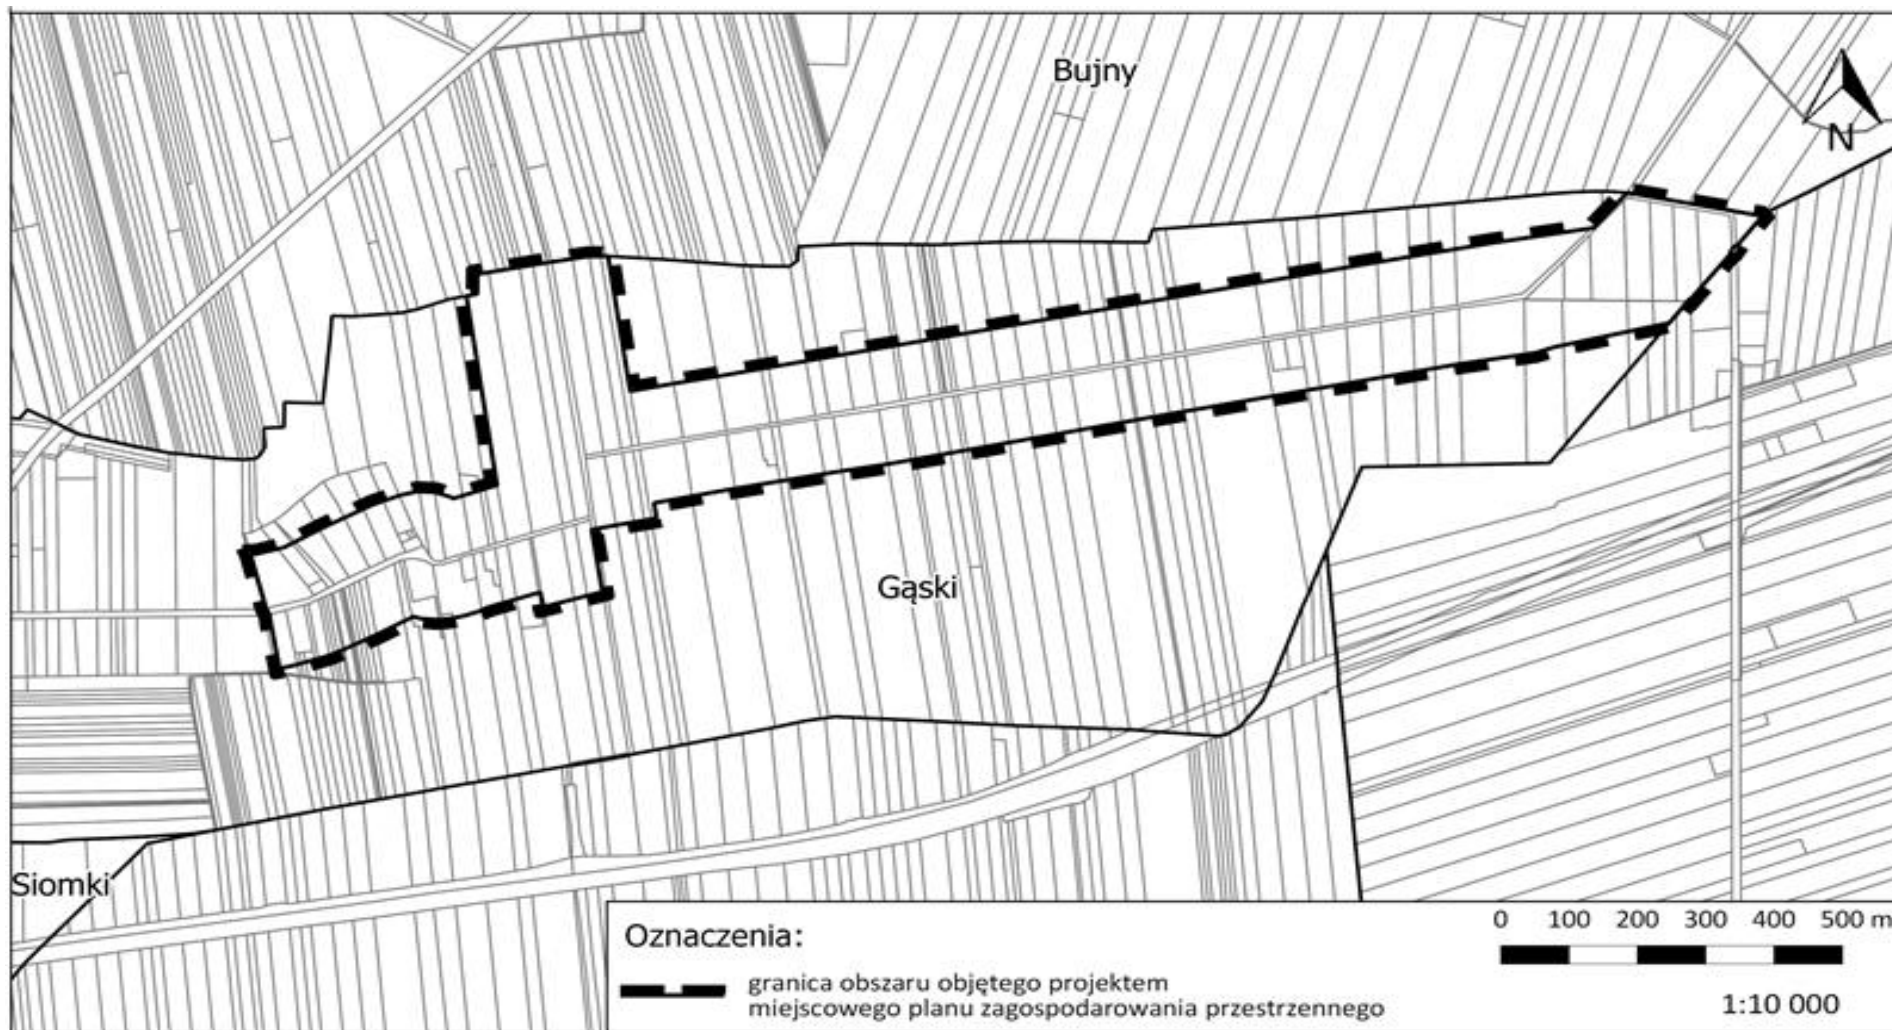 Bujny
N
Gąski
Siomki
0 100 200 300 400 500 m
Oznaczenia:
granica obszaru objętego projektem
miejscowego planu zagospodarowania przestrzennego
1:10 000